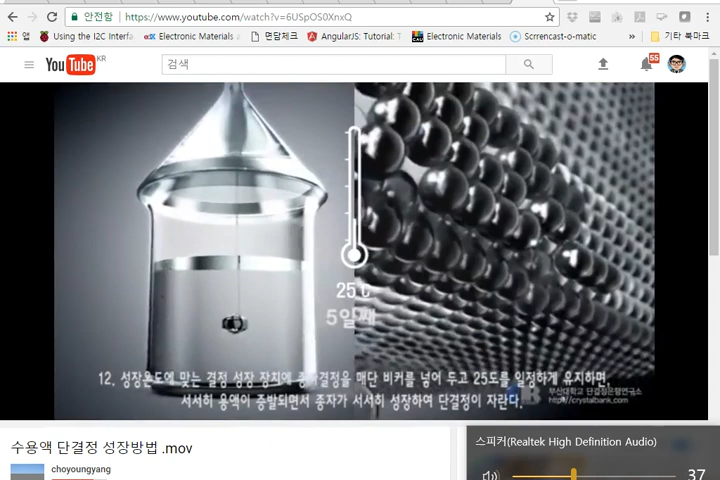 안전함 | https://www.youtube.com/watch?v=6USpOS0XnxQ
앱 Using the I2C Interfa Electronic Materials a 면담체크 AngularJS: Tutorial: T Electronic Materials Scrrencast-o-matic » 기타 북마크
YouTube KR 검색 55
25℃
5일째
12. 성장온도에 맞는 결정 성장 장치에 종자결정을 매단 비커를 넣어 두고 25도를 일정하게 유지하면,
서서히 용액이 증발되면서 종자가 서서히 성장하여 단결정이 자란다.
부산대학교 단결정은행연구소
http://crystalbank.com/
수용액 단결정 성장방법 .mov
choyoungyang
스피커(Realtek High Definition Audio)
37